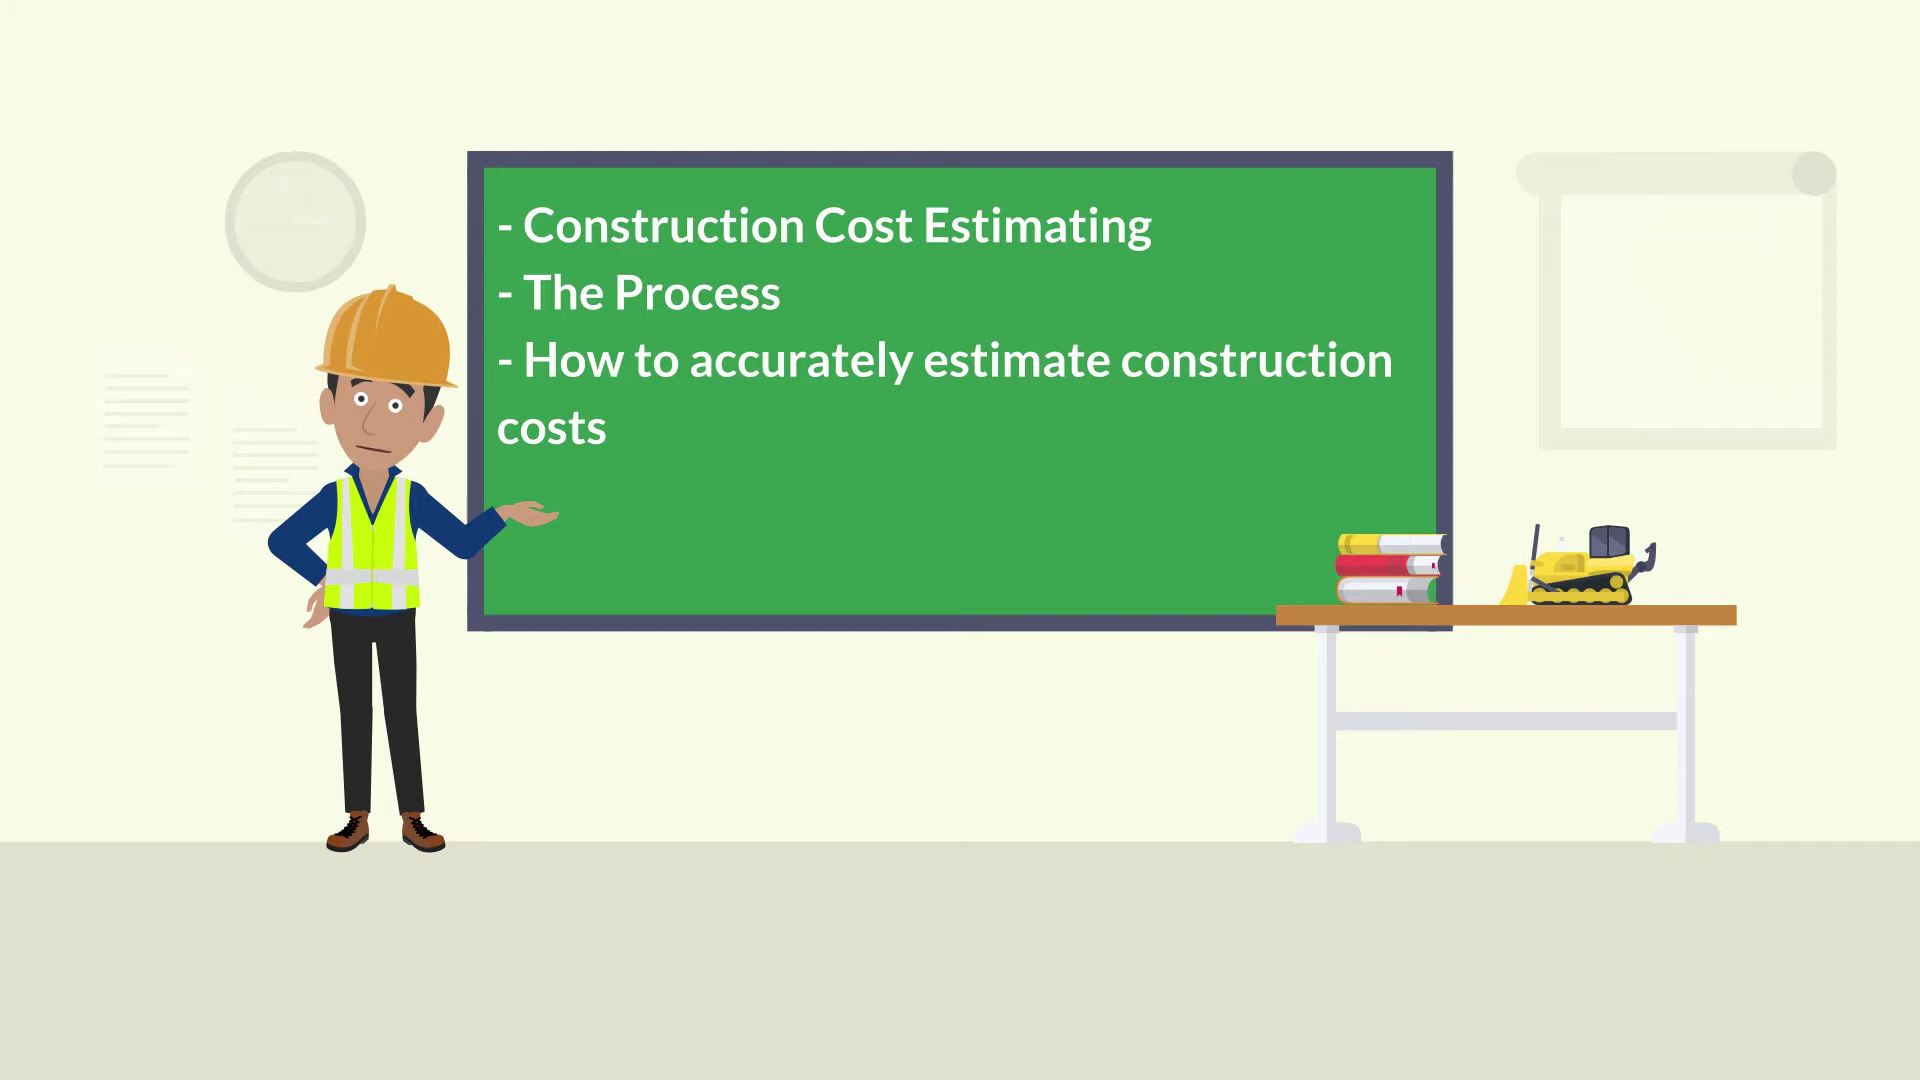 - Construction Cost Estimating
- The Process
- How to accurately estimate construction
costs